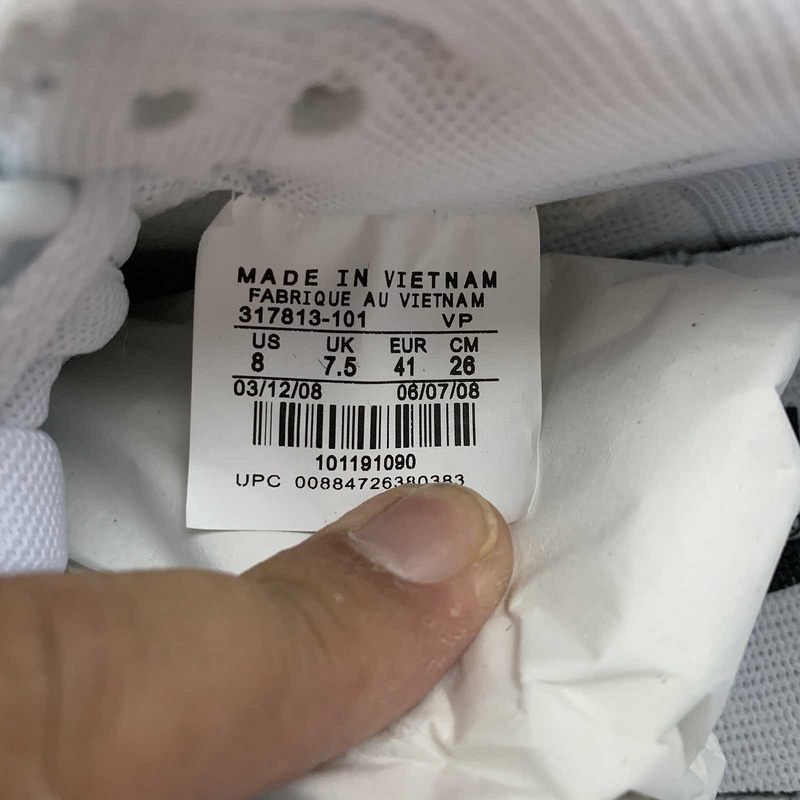 MADE IN VIETNAM
FABRIQUE AU VIETNAM
317813-101 VP
US UK EUR CM
8 7.5 41 26
03/12/08 06/07/08
101191090
UPC 00884726380383